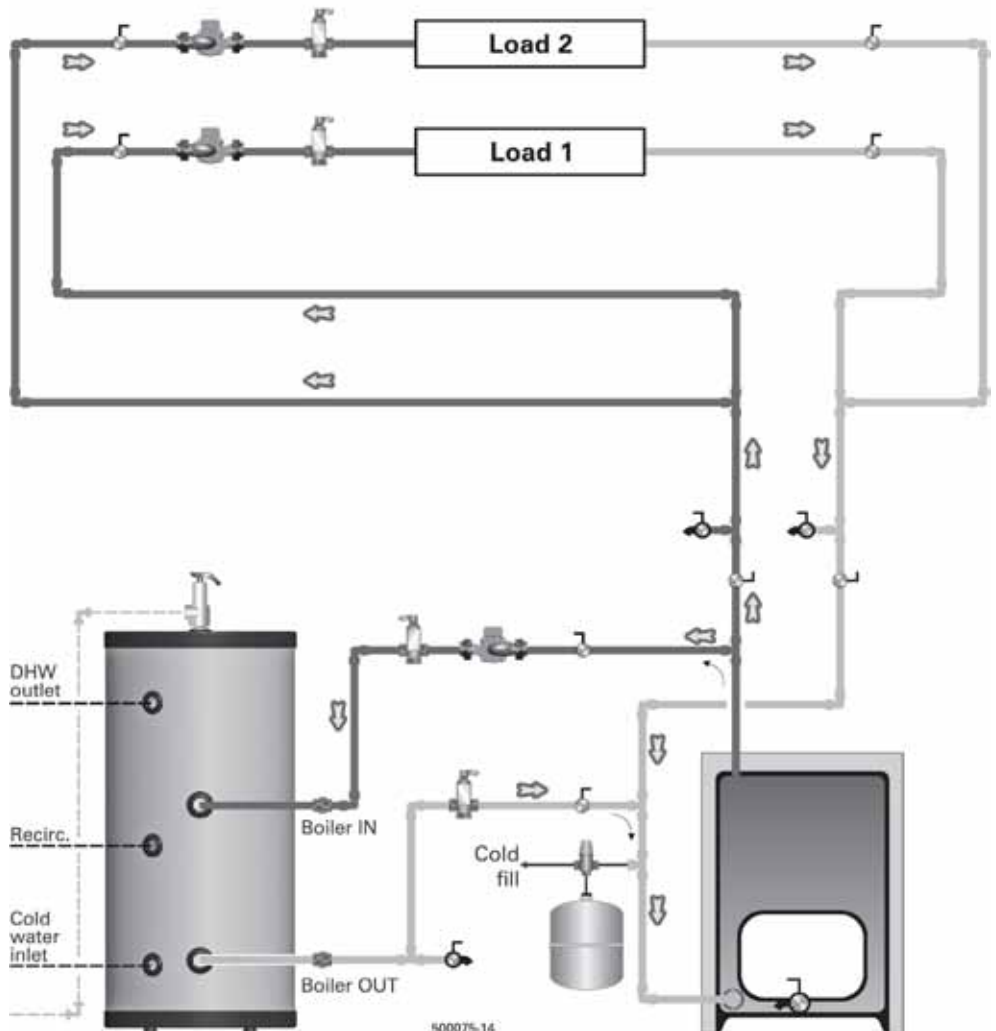 Load 2
Load 1
DHW
outlet
Boiler IN
Recirc.
Cold
fill
Cold
water
inlet
Boiler OUT
500075-14